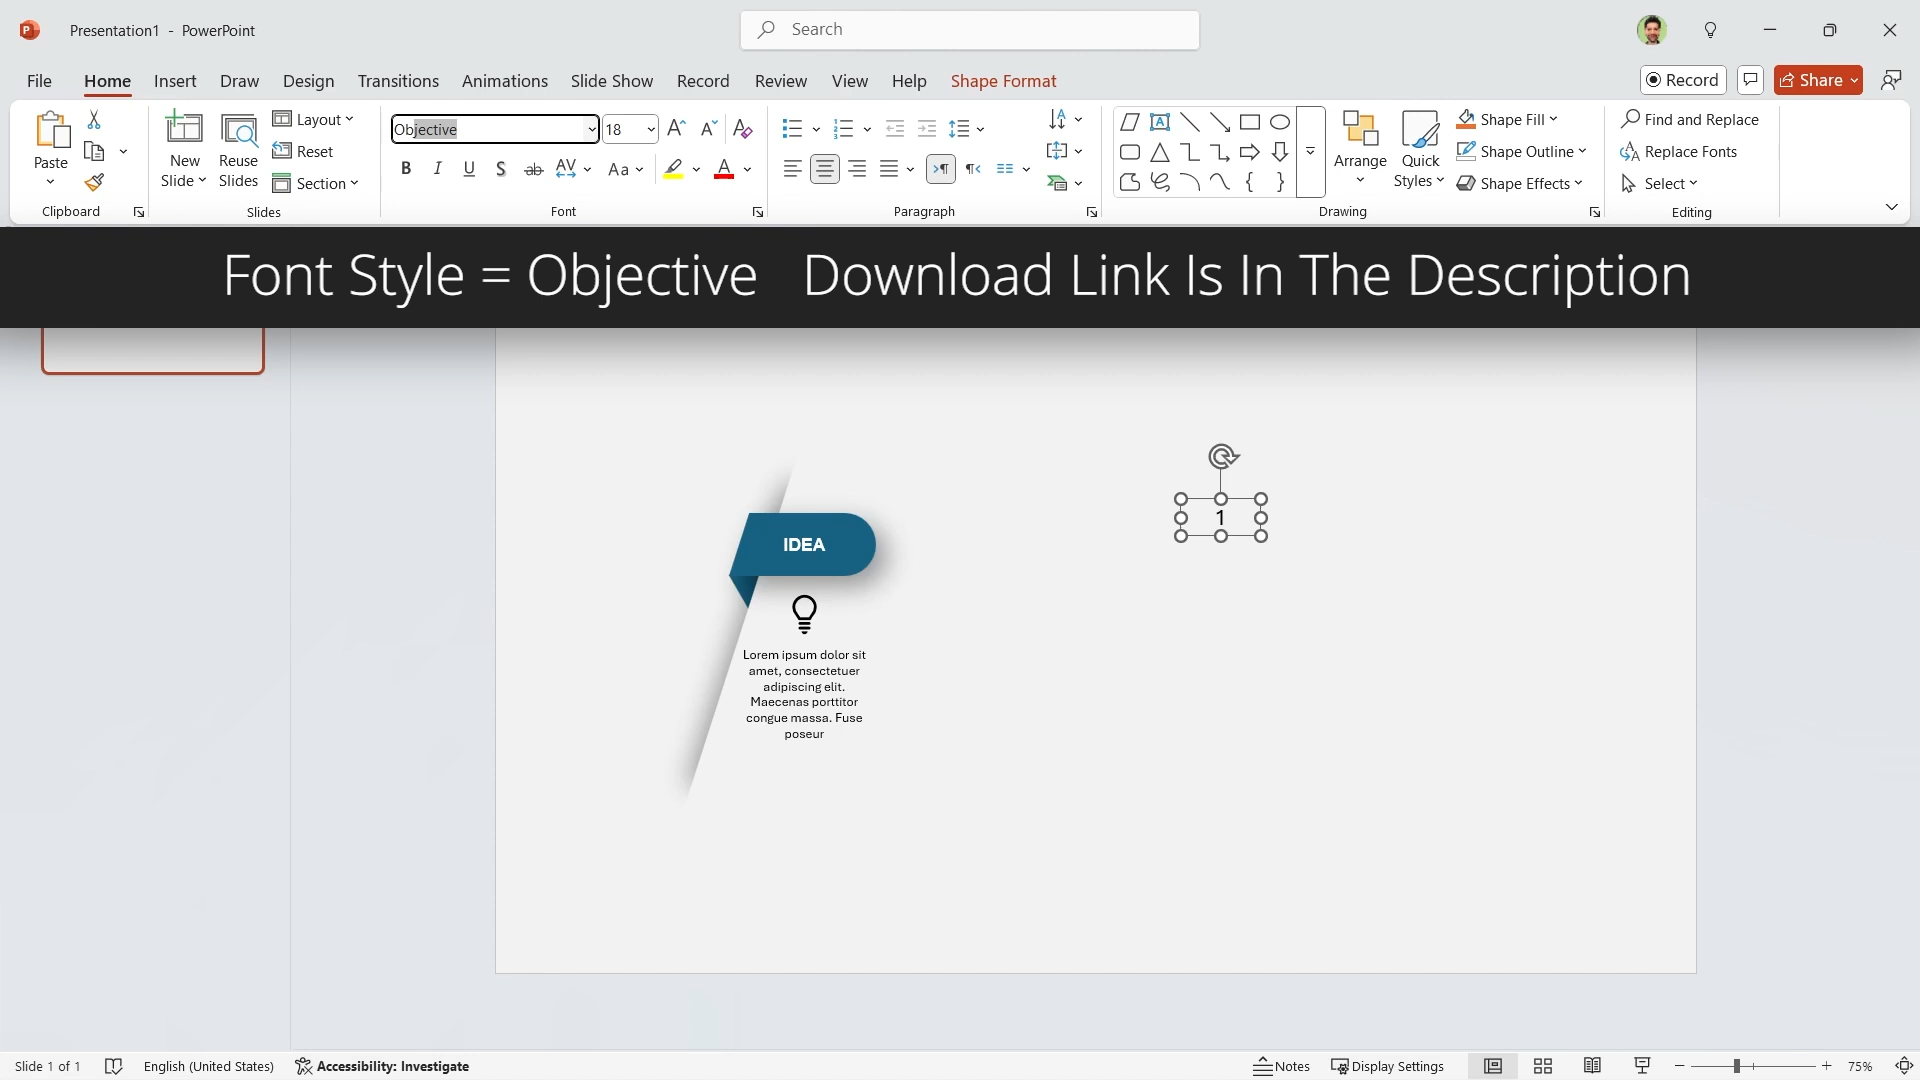 Presentation1 - PowerPoint
Search
File Home Insert Draw Design Transitions Animations Slide Show Record Review View Help Shape Format
Record
Share
Paste
Clipboard
New Slide
Reuse Slides
Layout
Reset
Section
Slides
Objective
18
B I U S ab AV Aa A
Font
Paragraph
Arrange
Quick Styles
Shape Fill
Shape Outline
Shape Effects
Drawing
Find and Replace
Replace Fonts
Select
Editing
Font Style = Objective Download Link Is In The Description
1
IDEA
Lorem ipsum dolor sit
amet, consectetuer
adipiscing elit.
Maecenas porttitor
congue massa. Fuse
poseur
Slide 1 of 1 English (United States) Accessibility: Investigate Notes Display Settings 75%